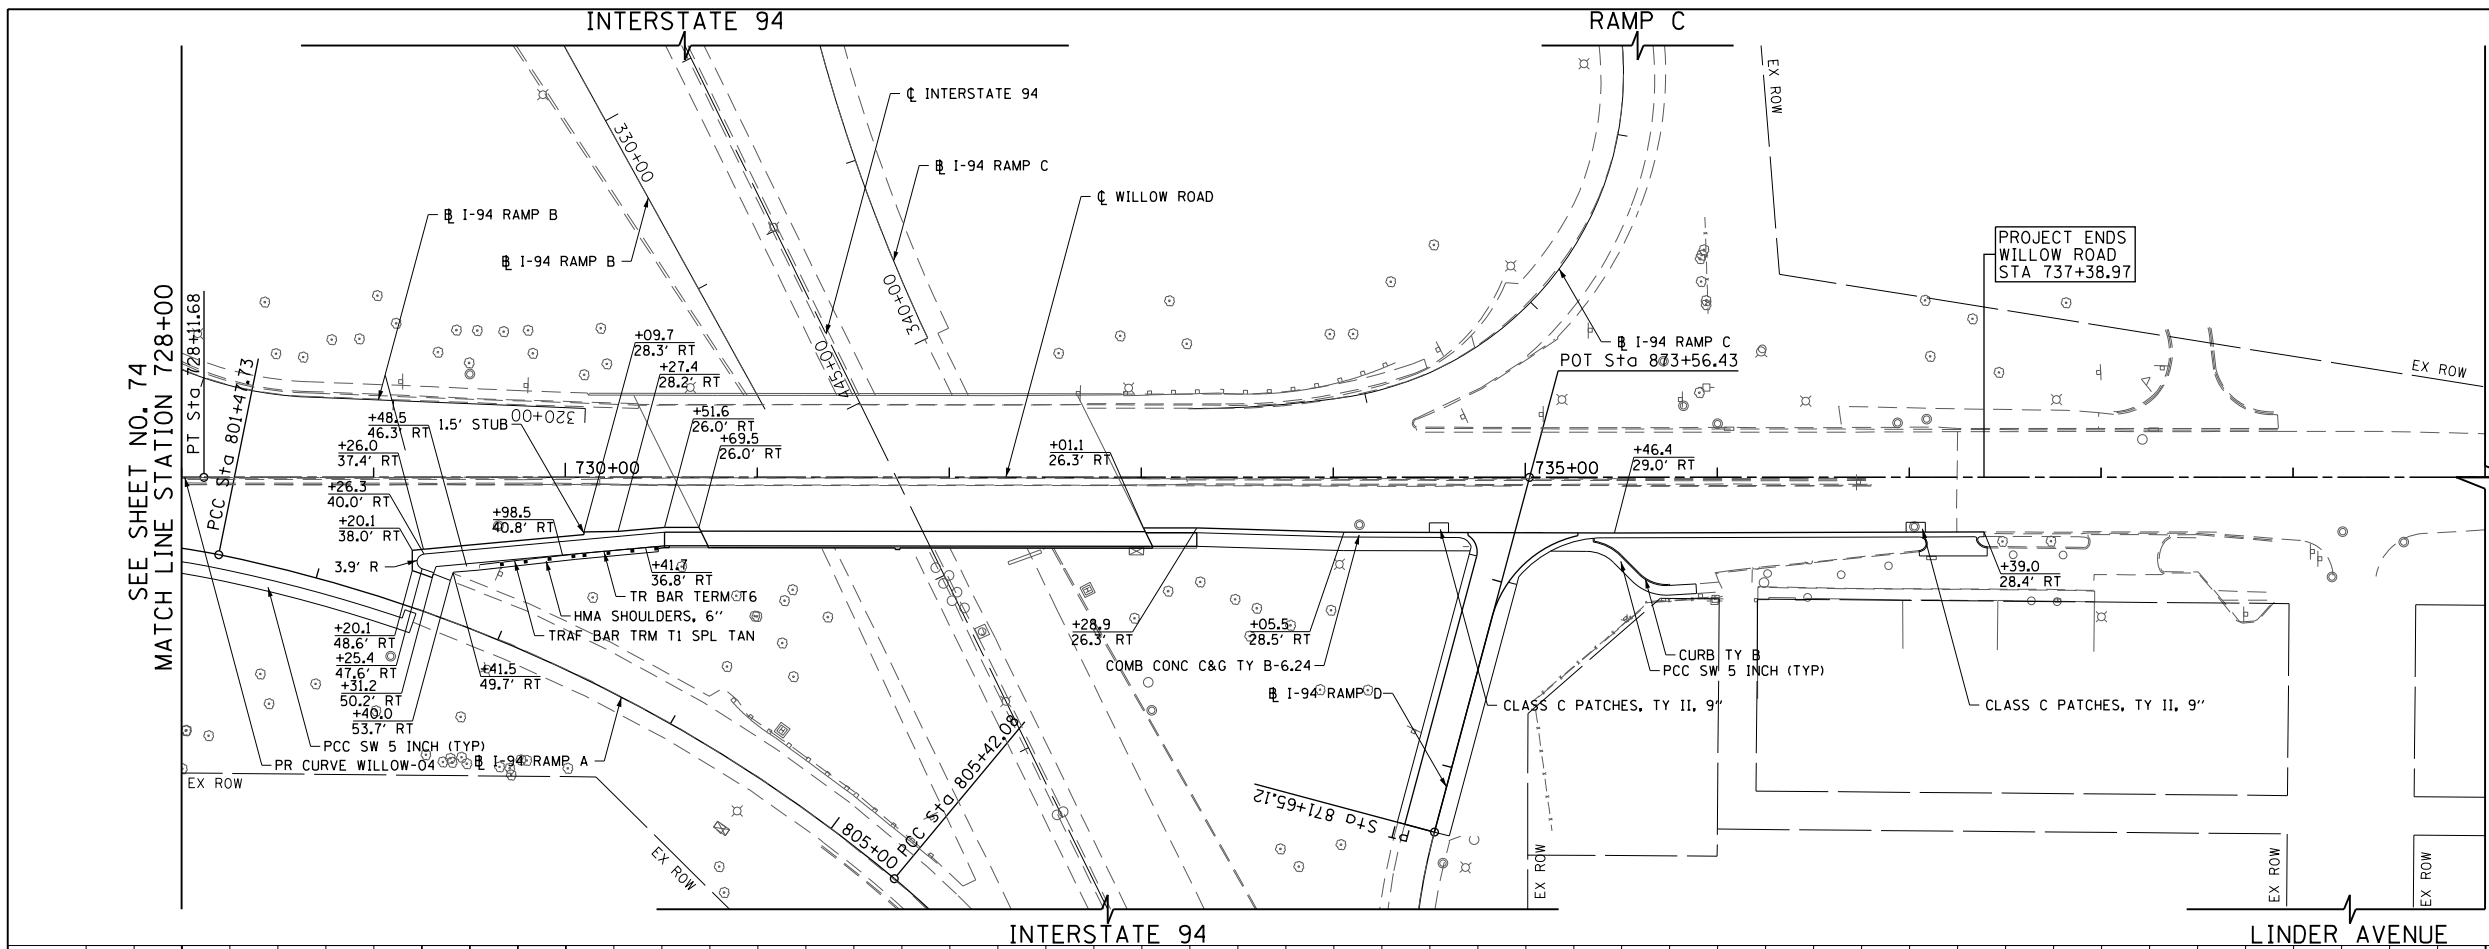 INTERSTATE 94
RAMP C
EX ROW
℄ INTERSTATE 94
330+00
℄ I-94 RAMP C
℄ WILLOW ROAD
℄ I-94 RAMP B
℄ I-94 RAMP B
PROJECT ENDS
WILLOW ROAD
STA 737+38.97
340+00
SEE SHEET NO. 74
MATCH LINE STATION 728+00
PT Sta 728+11.68
PCC Sta 801+47.73
+09.7
28.3' RT
+27.4
28.2' RT
445+00
℄ I-94 RAMP C
POT Sta 873+56.43
EX ROW
320+00
+48.5
46.3' RT
1.5' STUB
+51.6
26.0' RT
+69.5
26.0' RT
+26.0
37.4' RT
+01.1
26.3' RT
+46.4
29.0' RT
730+00
735+00
+26.3
40.0' RT
+20.1
38.0' RT
+98.5
40.8' RT
3.9' R
+41.7
36.8' RT
+39.0
28.4' RT
TR BAR TERM T6
HMA SHOULDERS, 6"
TRAF BAR TRM T1 SPL TAN
+20.1
48.6' RT
+25.4
47.6' RT
+31.2
50.2' RT
+40.0
53.7' RT
+41.5
49.7' RT
+28.9
26.3' RT
+05.5
28.5' RT
COMB CONC C&G TY B-6.24
℄ I-94 RAMP D
CURB TY B
PCC SW 5 INCH (TYP)
CLASS C PATCHES, TY II, 9"
CLASS C PATCHES, TY II, 9"
PCC SW 5 INCH (TYP)
PR CURVE WILLOW-04
℄ I-94 RAMP A
EX ROW
PCC Sta 805+42.08
PT Sta 871+65.12
805+00
EX ROW
EX ROW
EX ROW
EX ROW
INTERSTATE 94
LINDER AVENUE